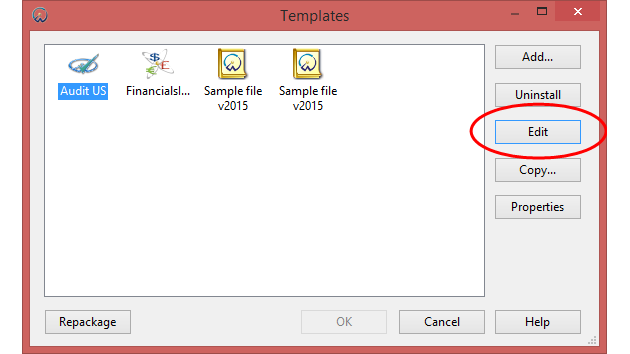 Templates
Audit US
Financialsl...
Sample file
v2015
Sample file
v2015
Add...
Uninstall
Edit
Copy...
Properties
Repackage
OK
Cancel
Help